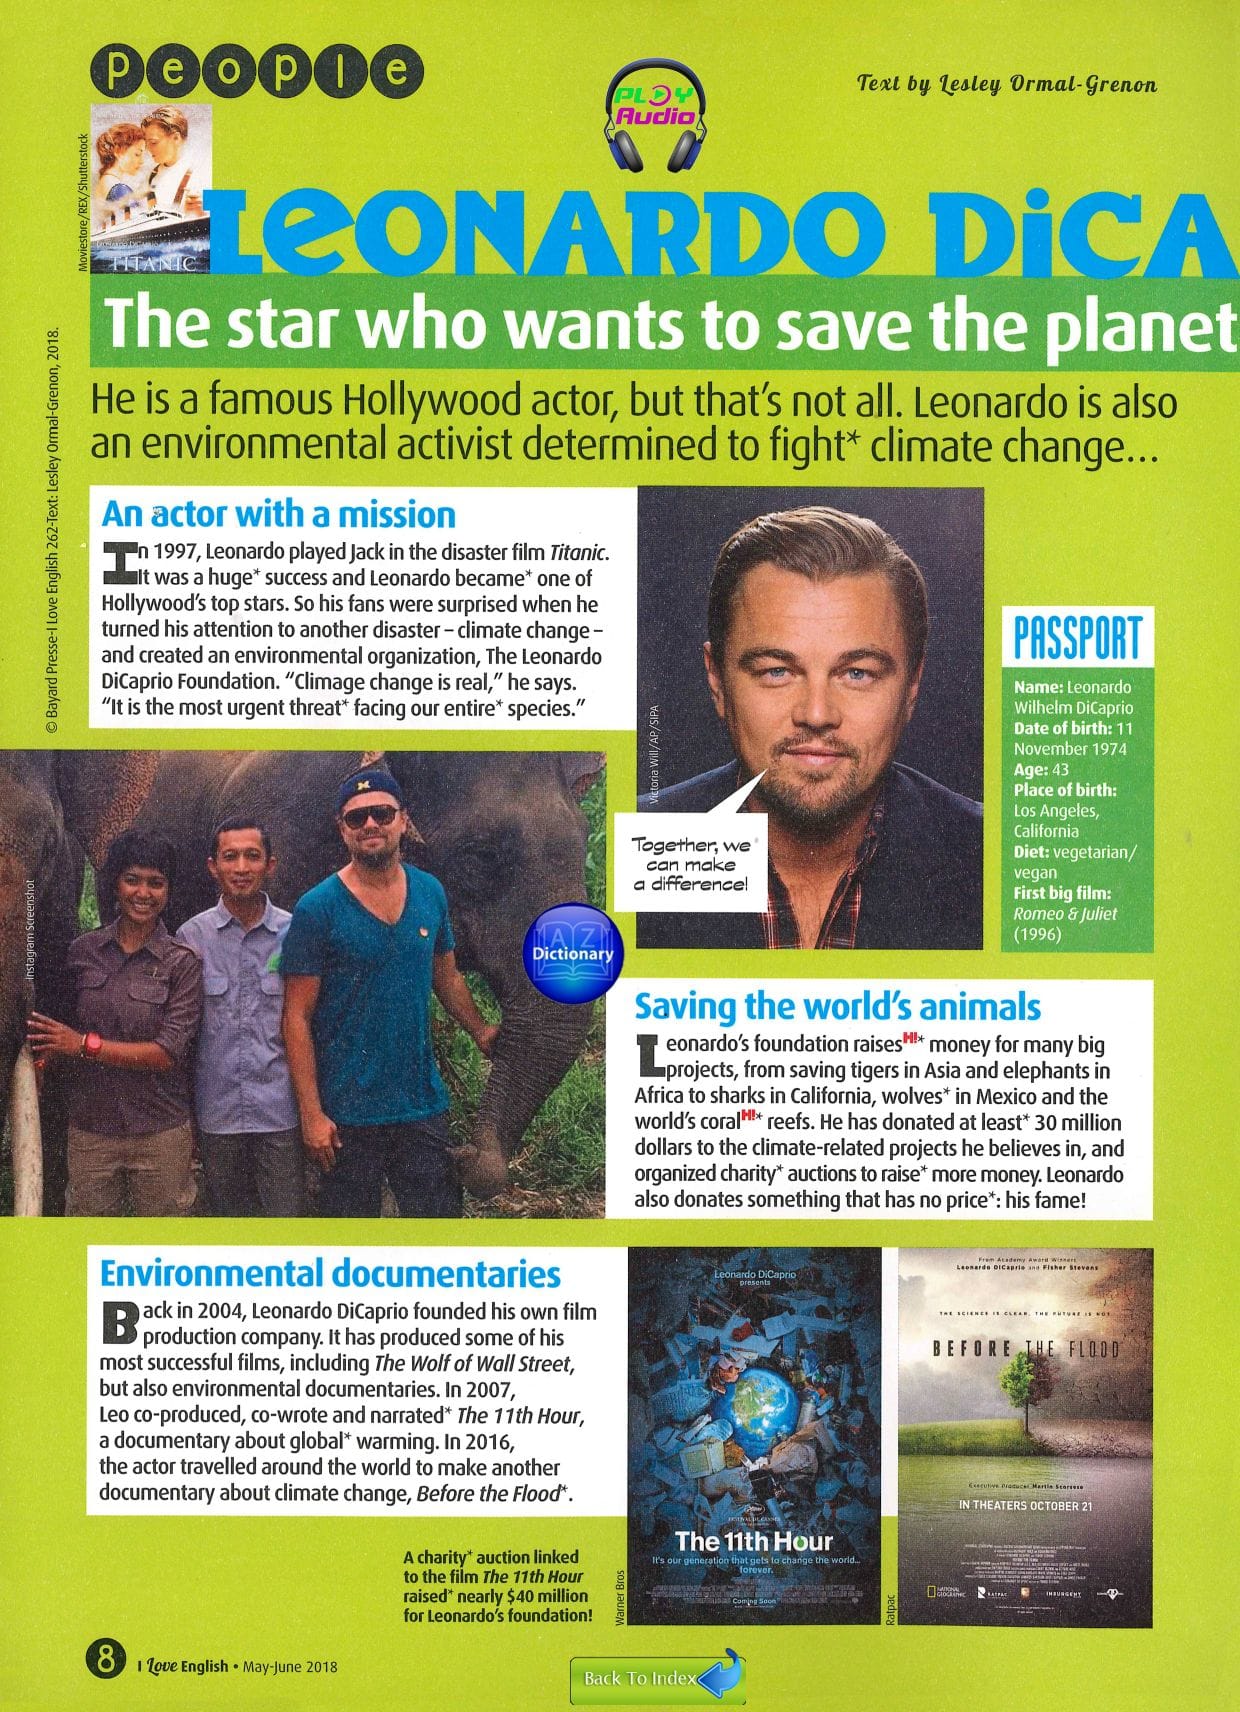 people
PLAY
Audio
Text by Lesley Ormal-Grenon
Moviestore/REX/Shutterstock
LEONARDO DICAPRIO
TITANIC
LEONARDO DiCA
The star who wants to save the planet
He is a famous Hollywood actor, but that's not all. Leonardo is also
an environmental activist determined to fight* climate change...
© Bayard Presse-I Love English 262-Text: Lesley Ormal-Grenon, 2018.
An actor with a mission
In 1997, Leonardo played Jack in the disaster film Titanic.
It was a huge* success and Leonardo became* one of
Hollywood's top stars. So his fans were surprised when he
turned his attention to another disaster – climate change –
and created an environmental organization, The Leonardo
DiCaprio Foundation. “Climage change is real,” he says.
“It is the most urgent threat* facing our entire* species.”
Victoria Will/AP/SIPA
Together, we
can make
a difference!
PASSPORT
Name: Leonardo
Wilhelm DiCaprio
Date of birth: 11
November 1974
Age: 43
Place of birth:
Los Angeles,
California
Diet: vegetarian/
vegan
First big film:
Romeo & Juliet
(1996)
Instagram Screenshot
A Z
Dictionary
Saving the world's animals
Leonardo's foundation raisesH!* money for many big
projects, from saving tigers in Asia and elephants in
Africa to sharks in California, wolves* in Mexico and the
world's coralH!* reefs. He has donated at least* 30 million
dollars to the climate-related projects he believes in, and
organized charity* auctions to raise* more money. Leonardo
also donates something that has no price*: his fame!
Environmental documentaries
Back in 2004, Leonardo DiCaprio founded his own film
production company. It has produced some of his
most successful films, including The Wolf of Wall Street,
but also environmental documentaries. In 2007,
Leo co-produced, co-wrote and narrated* The 11th Hour,
a documentary about global* warming. In 2016,
the actor travelled around the world to make another
documentary about climate change, Before the Flood*.
A charity* auction linked
to the film The 11th Hour
raised* nearly $40 million
for Leonardo's foundation!
Leonardo DiCaprio
presents
FESTIVAL DE CANNES
The 11th Hour
It's our generation that gets to change the world...
forever.
Coming Soon
Warner Bros
From Academy Award Winners
Leonardo DiCaprio and Fisher Stevens
THE SCIENCE IS CLEAR, THE FUTURE IS NOT
BEFORE THE FLOOD
Executive Producer Martin Scorsese
IN THEATERS OCTOBER 21
NATIONAL
GEOGRAPHIC
RATPAC
INSURGENT
Ratpac
8 I Love English • May-June 2018
Back To Index